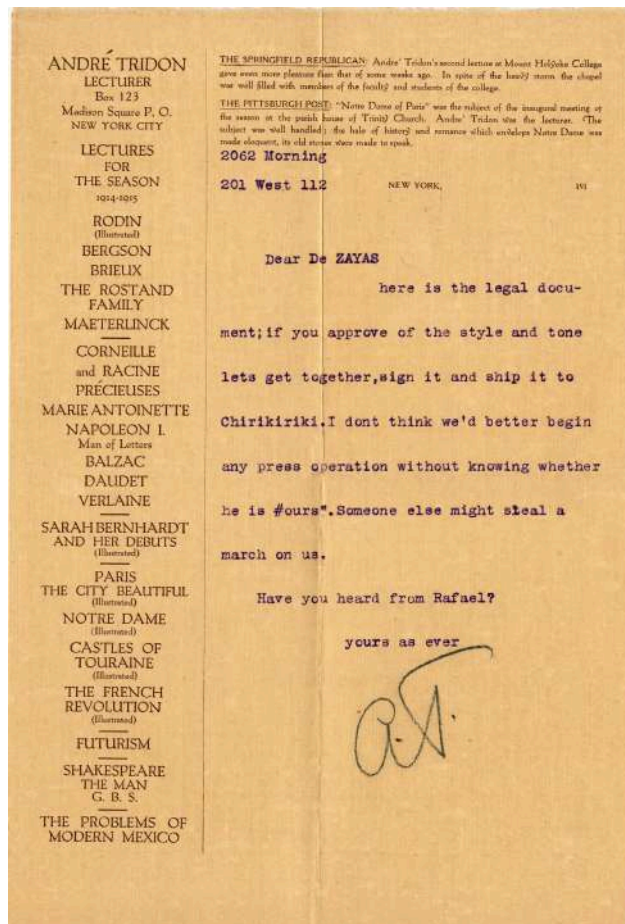 ANDRÉ TRIDON
LECTURER
Box 123
Madison Square P. O.
NEW YORK CITY
LECTURES
FOR
THE SEASON
1914-1915
RODIN
(Illustrated)
BERGSON
BRIEUX
THE ROSTAND
FAMILY
MAETERLINCK
CORNEILLE
and RACINE
PRÉCIEUSES
MARIE ANTOINETTE
NAPOLEON I.
Man of Letters
BALZAC
DAUDET
VERLAINE
SARAH BERNHARDT
AND HER DEBUTS
(Illustrated)
PARIS
THE CITY BEAUTIFUL
(Illustrated)
NOTRE DAME
(Illustrated)
CASTLES OF
TOURAINE
(Illustrated)
THE FRENCH
REVOLUTION
(Illustrated)
FUTURISM
SHAKESPEARE
THE MAN
G. B. S.
THE PROBLEMS OF
MODERN MEXICO
THE SPRINGFIELD REPUBLICAN: Andre' Tridon's second lecture at Mount Holyoke College
gave even more pleasure than that of some weeks ago. In spite of the heavy storm the chapel
was well filled with members of the faculty and students of the college.
THE PITTSBURGH POST: "Notre Dame of Paris" was the subject of the inaugural meeting of
the season at the parish house of Trinity Church. Andre' Tridon was the lecturer. The
subject was well handled; the halo of history and romance which envelops Notre Dame was
made eloquent, its old stones were made to speak.
2062 Morning
201 West 112 NEW YORK, 191
Dear De ZAYAS
here is the legal docu-
ment;if you approve of the style and tone
lets get together,sign it and ship it to
Chirikiriki.I dont think we'd better begin
any press operation without knowing whether
he is #ours".Someone else might steal a
march on us.
Have you heard from Rafael?
yours as ever
A.T.